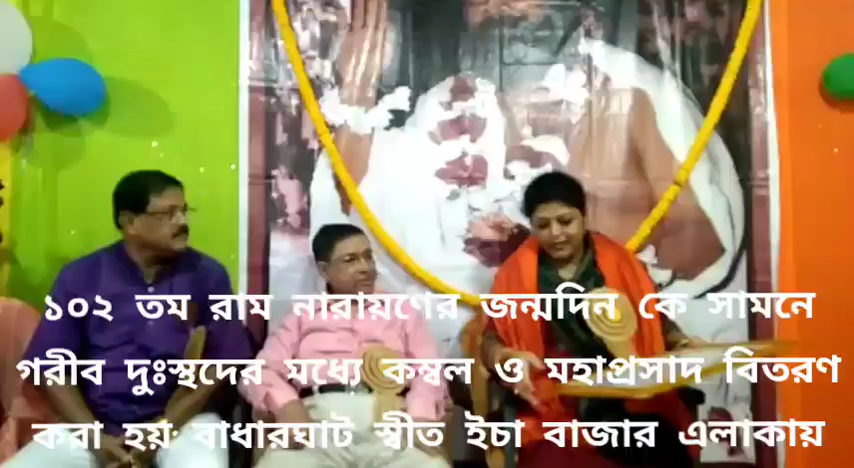 ১০২ তম রাম নারায়ণের জন্মদিন কে সামনে
গরীব দুঃস্থদের মধ্যে কম্বল ও মহাপ্রসাদ বিতরণ
করা হয় বাধারঘাট স্বীত ইচা বাজার এলাকায়